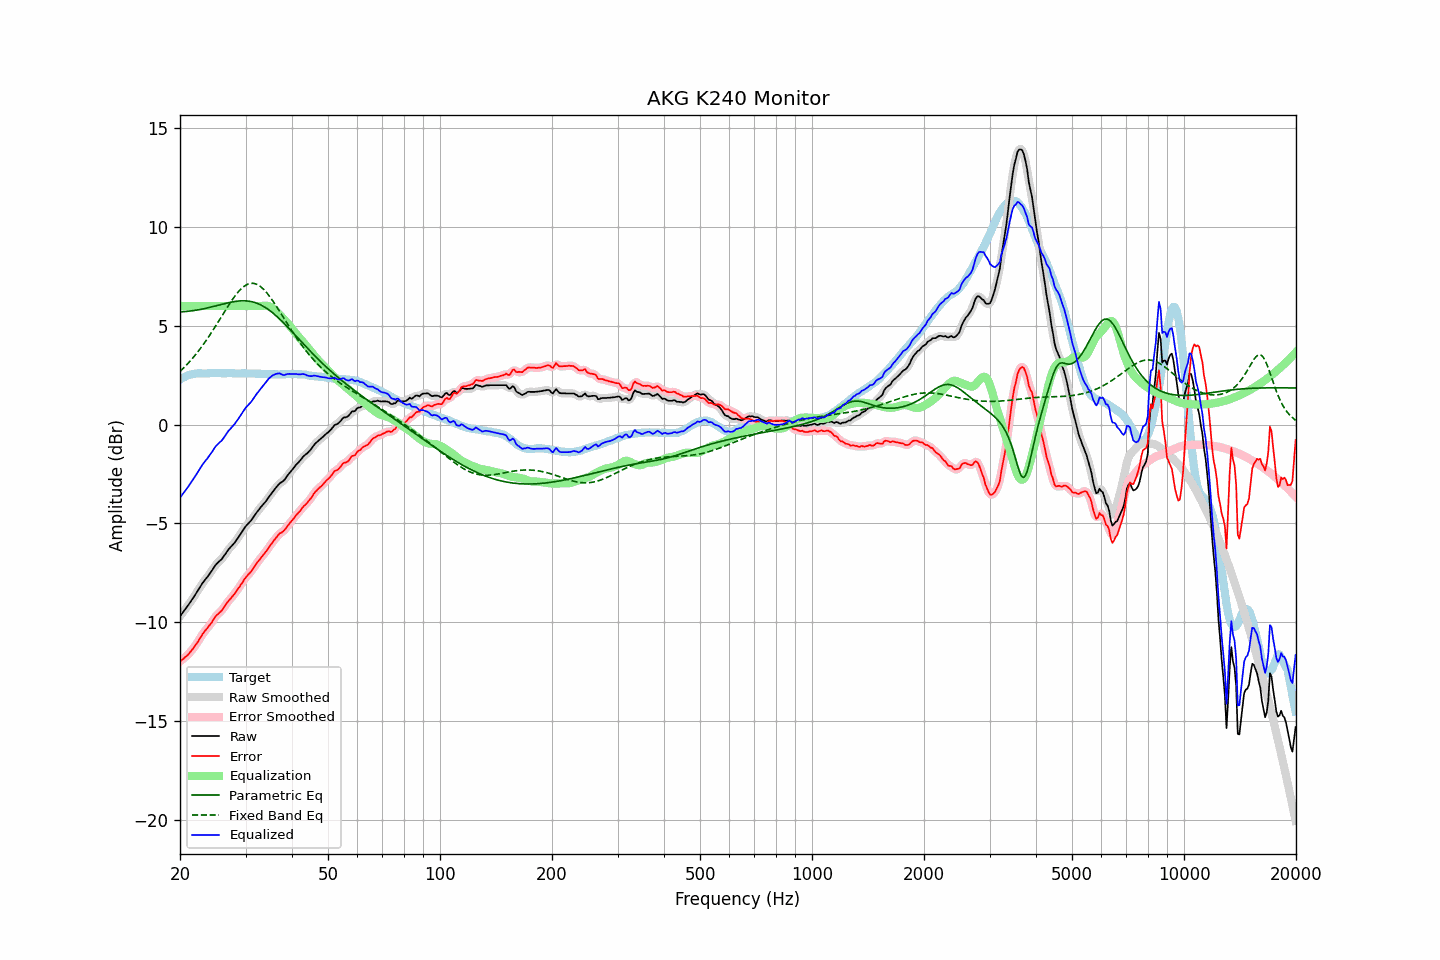 AKG K240 Monitor
15
10
5
0
−5
−10
−15
−20
Amplitude (dBr)
Target
Raw Smoothed
Error Smoothed
Raw
Error
Equalization
Parametric Eq
Fixed Band Eq
Equalized
20 50 100 200 500 1000 2000 5000 10000 20000
Frequency (Hz)